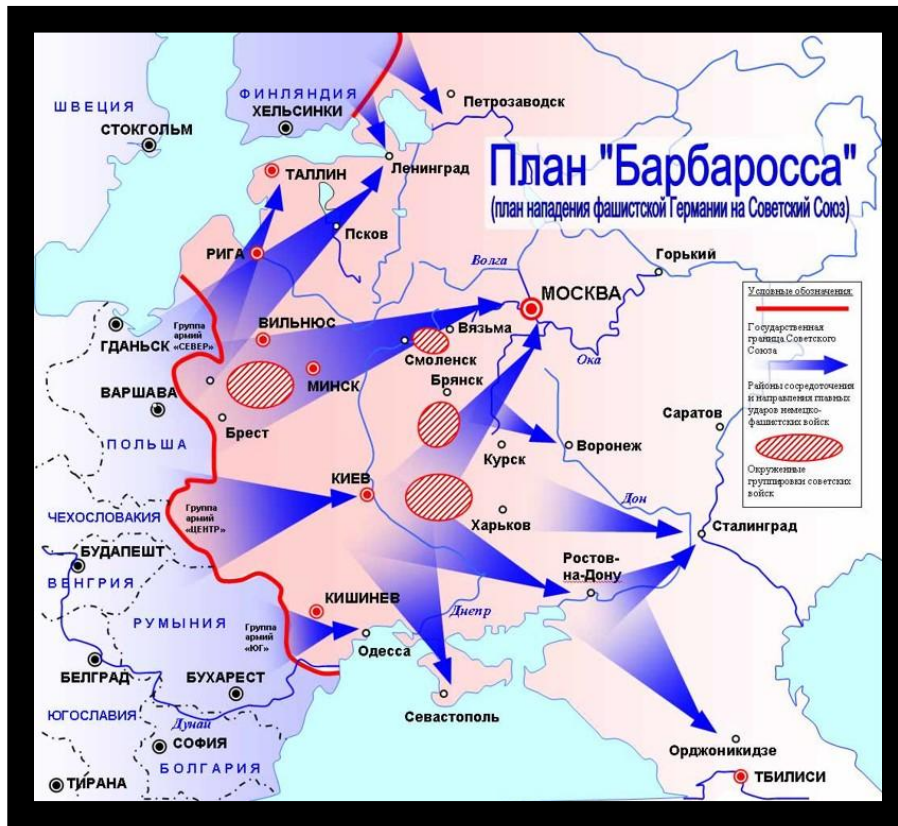 ШВЕЦИЯ
СТОКГОЛЬМ
ФИНЛЯНДИЯ
ХЕЛЬСИНКИ
Петрозаводск
Ленинград
ТАЛЛИН
План "Барбаросса"
(план нападения фашистской Германии на Советский Союз)
Псков
РИГА
Волга
Горький
МОСКВА
Вязьма
Ока
ГДАНЬСК
Группа
армий
«СЕВЕР»
ВИЛЬНЮС
Смоленск
МИНСК
Брянск
ВАРШАВА
Брест
ПОЛЬША
Курск
Воронеж
Саратов
Условные обозначения:
Государственная
граница Советского
Союза
Районы сосредоточения
и направления главных
ударов немецко-
фашистских войск
Окруженные
группировки советских
войск
КИЕВ
Дон
Харьков
Сталинград
ЧЕХОСЛОВАКИЯ
Группа
армий
«ЦЕНТР»
БУДАПЕШТ
ВЕНГРИЯ
Ростов-
на-Дону
КИШИНЕВ
Днепр
РУМЫНИЯ
Группа
армий
«ЮГ»
Одесса
БЕЛГРАД
БУХАРЕСТ
Севастополь
ЮГОСЛАВИЯ
Дунай
СОФИЯ
БОЛГАРИЯ
ТИРАНА
Орджоникидзе
ТБИЛИСИ